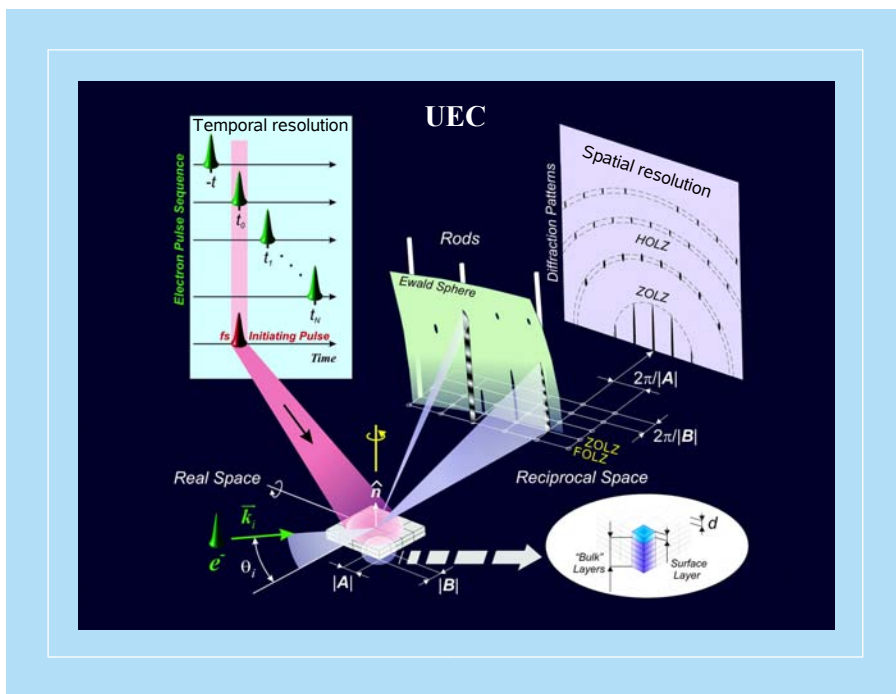 UEC
Temporal resolution
Electron Pulse Sequence
-t
t₀
t₁
t_N
fs Initiating Pulse
Time
Spatial resolution
Diffraction Patterns
HOLZ
ZOLZ
Rods
Ewald Sphere
2π/|A|
2π/|B|
ZOLZ
FOLZ
Reciprocal Space
Real Space
n̂
k̄ᵢ
e⁻
θᵢ
|A|
|B|
d
"Bulk"
Layers
Surface
Layer